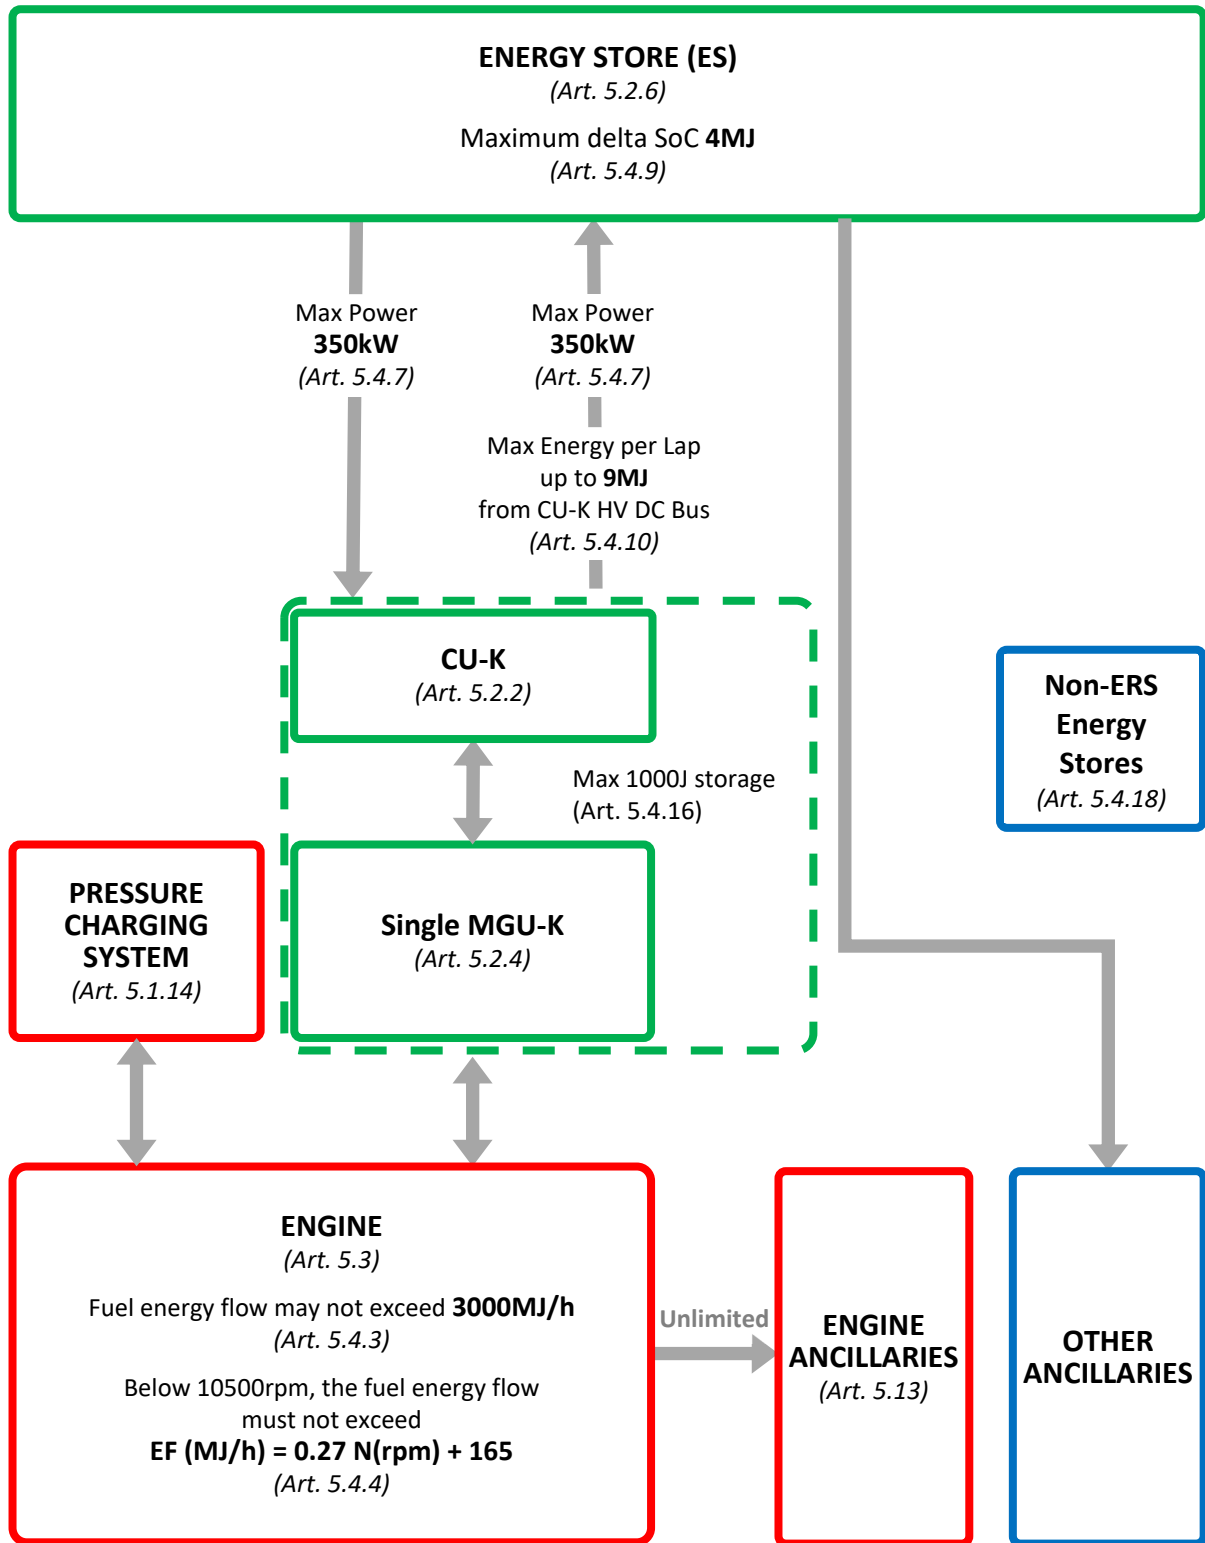 ENERGY STORE (ES)
(Art. 5.2.6)
Maximum delta SoC 4MJ
(Art. 5.4.9)
Max Power
350kW
(Art. 5.4.7)
Max Power
350kW
(Art. 5.4.7)
Max Energy per Lap
up to 9MJ
from CU-K HV DC Bus
(Art. 5.4.10)
CU-K
(Art. 5.2.2)
Max 1000J storage
(Art. 5.4.16)
Non-ERS
Energy
Stores
(Art. 5.4.18)
PRESSURE
CHARGING
SYSTEM
(Art. 5.1.14)
Single MGU-K
(Art. 5.2.4)
ENGINE
(Art. 5.3)
Fuel energy flow may not exceed 3000MJ/h
(Art. 5.4.3)
Below 10500rpm, the fuel energy flow
must not exceed
EF (MJ/h) = 0.27 N(rpm) + 165
(Art. 5.4.4)
Unlimited
ENGINE
ANCILLARIES
(Art. 5.13)
OTHER
ANCILLARIES